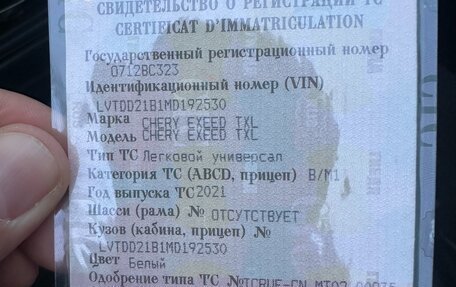 СВИДЕТЕЛЬСТВО О РЕГИСТРАЦИИ ТС
CERTIFICAT D'IMMATRICULATION
Государственный регистрационный номер
О712ВС323
Идентификационный номер (VIN)
LVTDD21B1MD192530
Марка CHERY EXEED TXL
Модель CHERY EXEED TXL
Тип ТС Легковой универсал
Категория ТС (ABCD, прицеп) B/M1
Год выпуска ТС 2021
Шасси (рама) № ОТСУТСТВУЕТ
Кузов (кабина, прицеп) №
LVTDD21B1MD192530
Цвет Белый
Одобрение типа ТС №